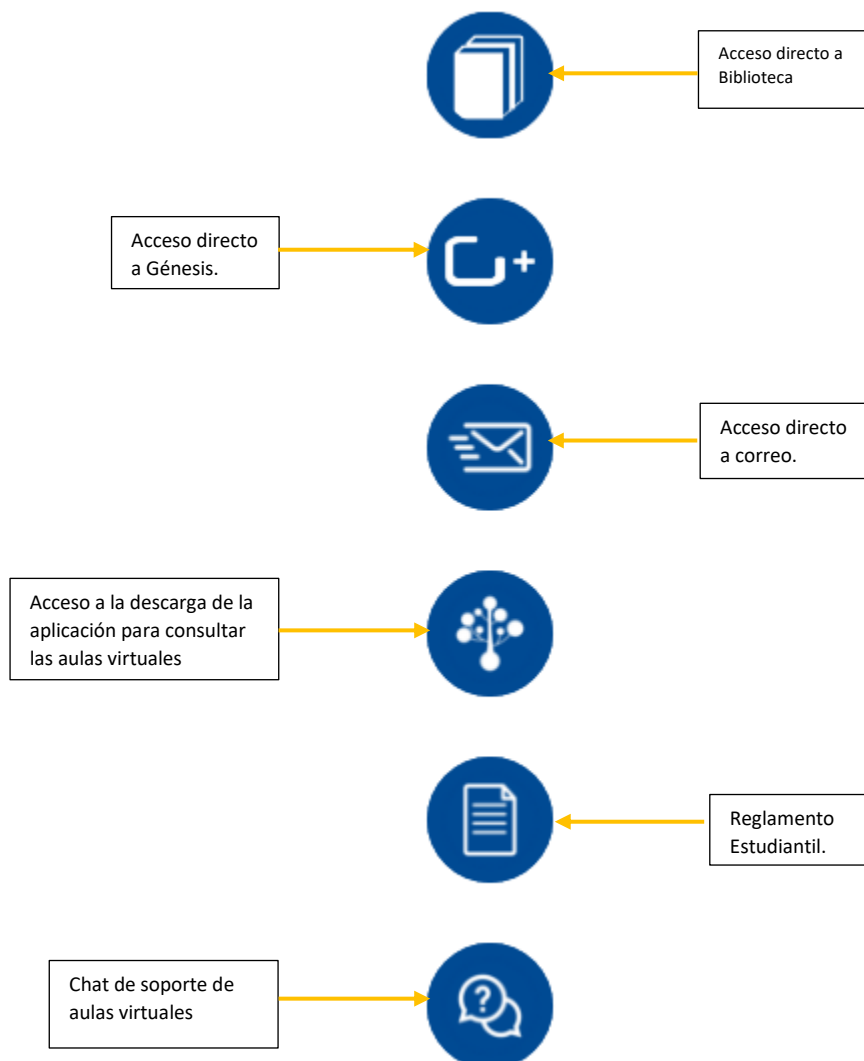 Acceso directo a
Biblioteca
Acceso directo
a Génesis.
Acceso directo
a correo.
Acceso a la descarga de la
aplicación para consultar
las aulas virtuales
Reglamento
Estudiantil.
Chat de soporte de
aulas virtuales